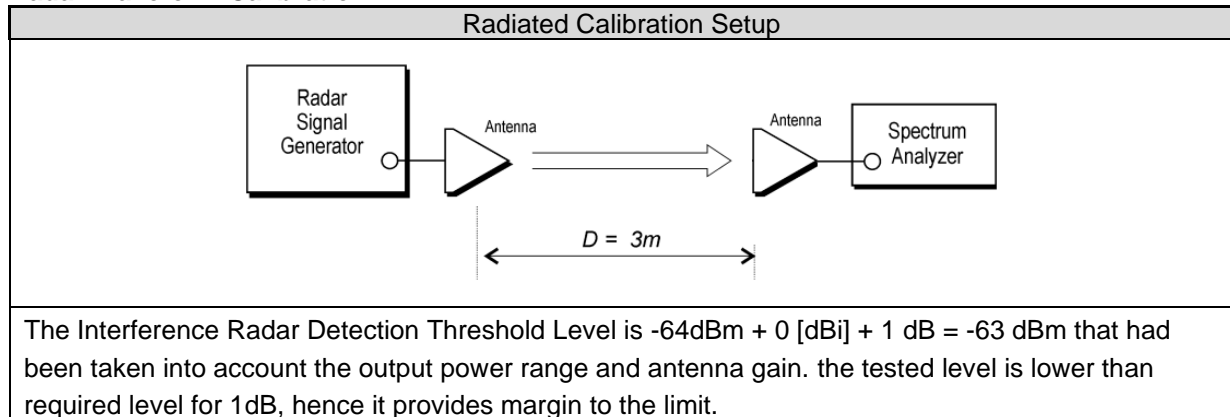 Radiated Calibration Setup
Radar
Signal
Generator
Antenna
Antenna
Spectrum
Analyzer
D = 3m
The Interference Radar Detection Threshold Level is -64dBm + 0 [dBi] + 1 dB = -63 dBm that had
been taken into account the output power range and antenna gain. the tested level is lower than
required level for 1dB, hence it provides margin to the limit.